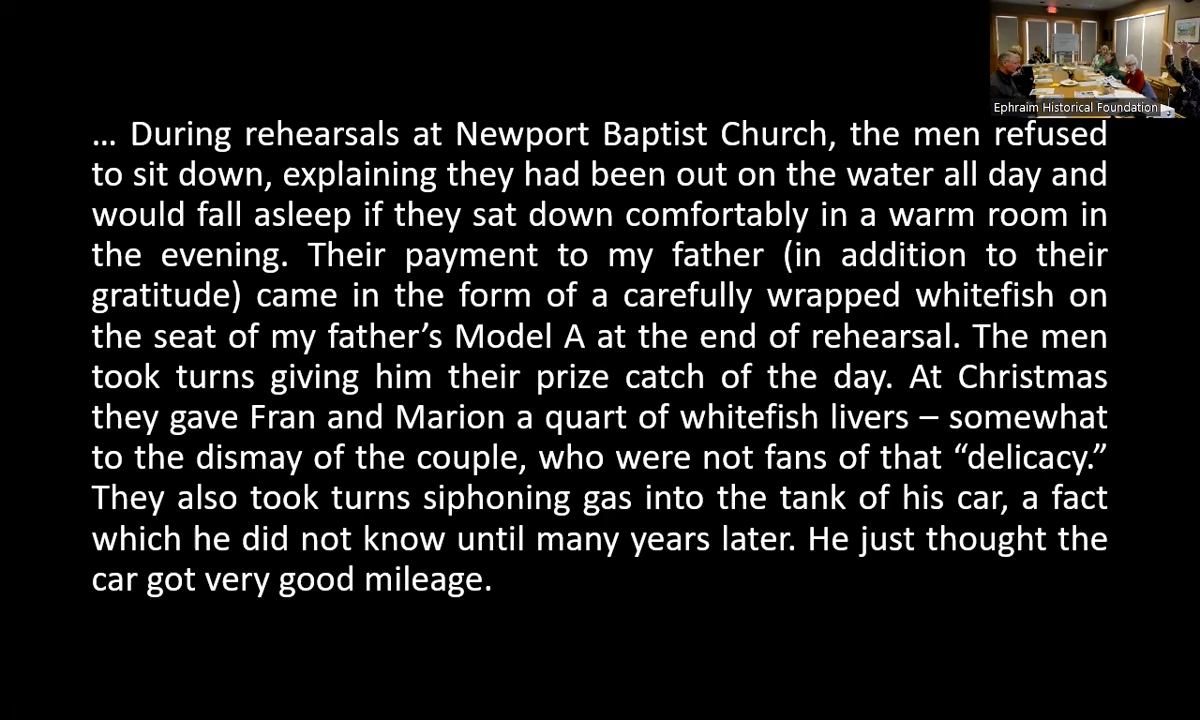 Ephraim Historical Foundation
... During rehearsals at Newport Baptist Church, the men refused
to sit down, explaining they had been out on the water all day and
would fall asleep if they sat down comfortably in a warm room in
the evening. Their payment to my father (in addition to their
gratitude) came in the form of a carefully wrapped whitefish on
the seat of my father’s Model A at the end of rehearsal. The men
took turns giving him their prize catch of the day. At Christmas
they gave Fran and Marion a quart of whitefish livers – somewhat
to the dismay of the couple, who were not fans of that “delicacy.”
They also took turns siphoning gas into the tank of his car, a fact
which he did not know until many years later. He just thought the
car got very good mileage.